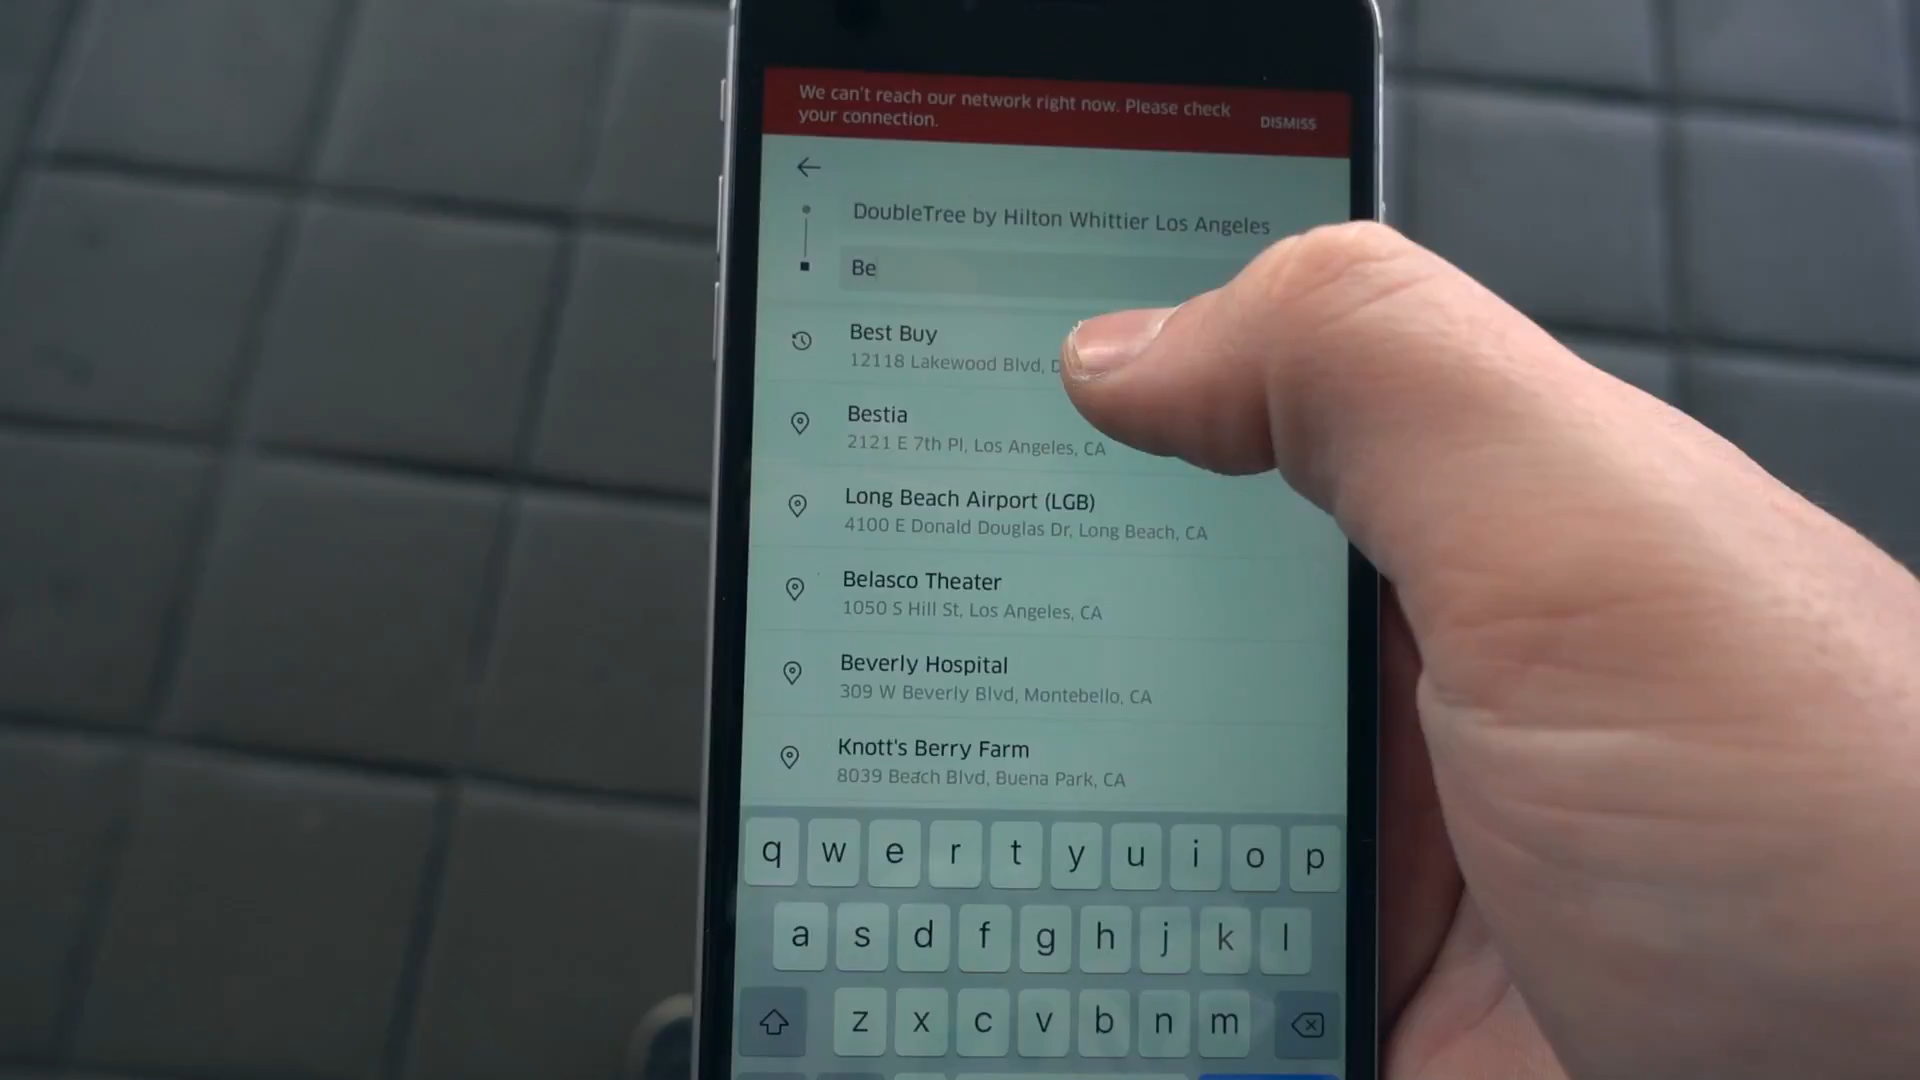 We can't reach our network right now. Please check
your connection.
DISMISS
DoubleTree by Hilton Whittier Los Angeles
Be
Best Buy
12118 Lakewood Blvd,
Bestia
2121 E 7th Pl, Los Angeles, CA
Long Beach Airport (LGB)
4100 E Donald Douglas Dr, Long Beach, CA
Belasco Theater
1050 S Hill St, Los Angeles, CA
Beverly Hospital
309 W Beverly Blvd, Montebello, CA
Knott's Berry Farm
8039 Beach Blvd, Buena Park, CA
q w e r t y u i o p
a s d f g h j k l
z x c v b n m